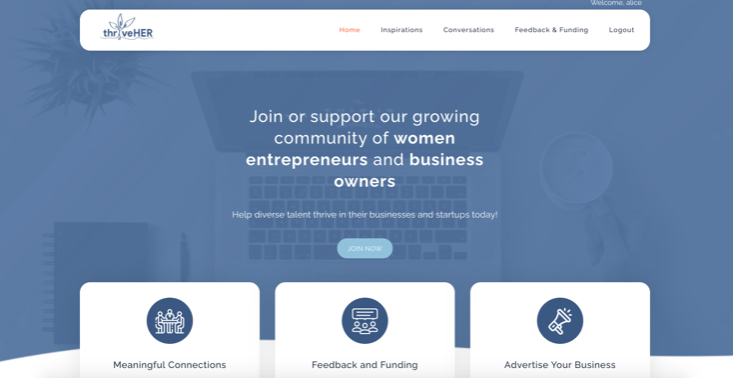 Welcome, alice
thriveHER
Home Inspirations Conversations Feedback & Funding Logout
Join or support our growing
community of women
entrepreneurs and business
owners
Help diverse talent thrive in their businesses and startups today!
JOIN NOW
Meaningful Connections Feedback and Funding Advertise Your Business